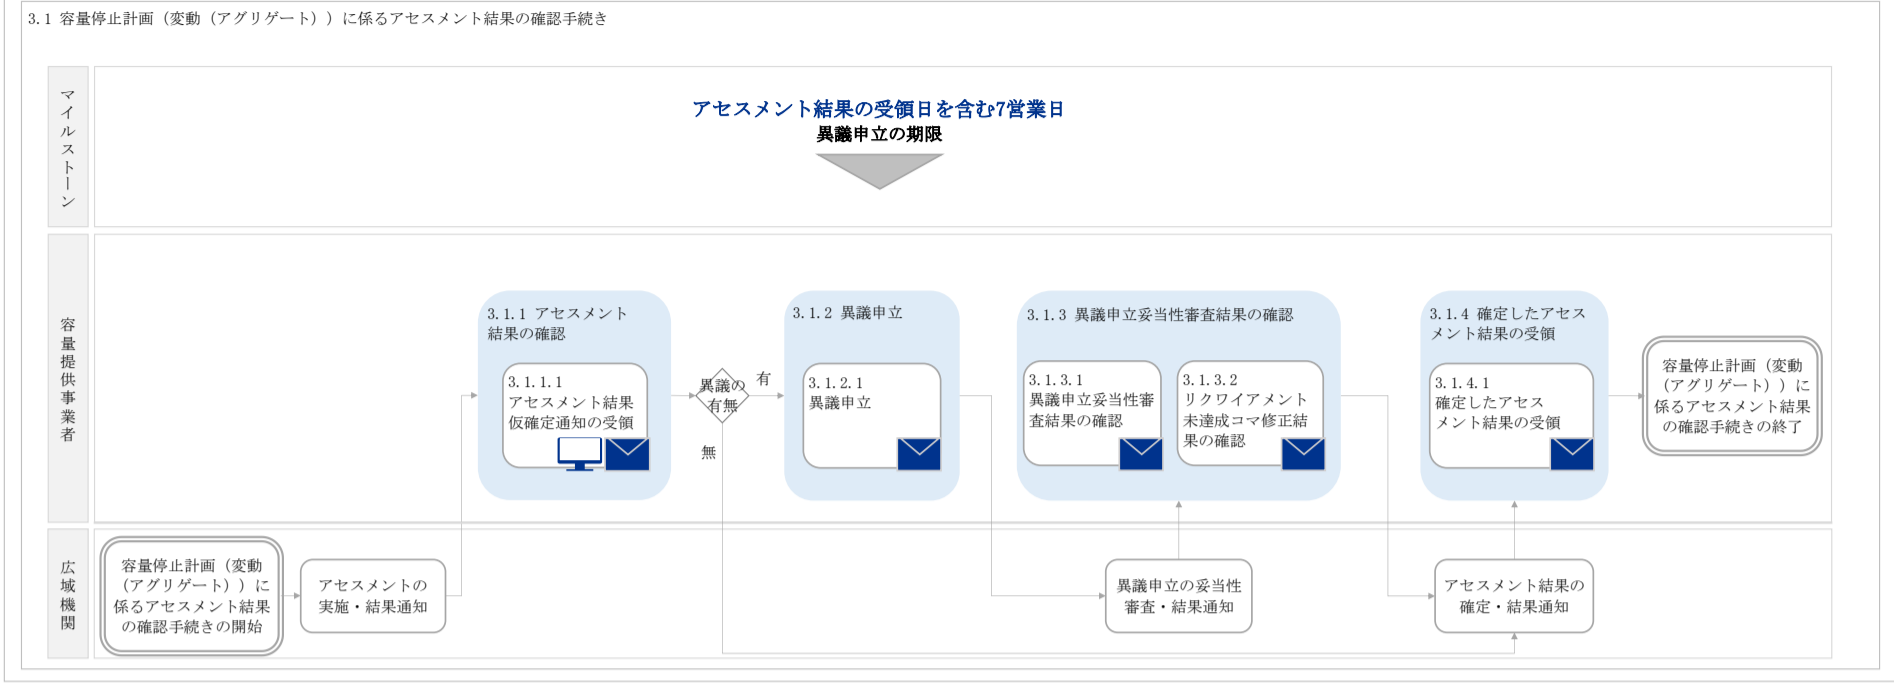 3.1 容量停止計画（変動（アグリゲート））に係るアセスメント結果の確認手続き
マイルストーン
アセスメント結果の受領日を含む7営業日
異議申立の期限
容量提供事業者
3.1.1 アセスメント
結果の確認
3.1.1.1
アセスメント結果
仮確定通知の受領
異議の
有無
有
無
3.1.2 異議申立
3.1.2.1
異議申立
3.1.3 異議申立妥当性審査結果の確認
3.1.3.1
異議申立妥当性審
査結果の確認
3.1.3.2
リクワイアメント
未達成コマ修正結
果の確認
3.1.4 確定したアセス
メント結果の受領
3.1.4.1
確定したアセス
メント結果の受領
容量停止計画（変動
（アグリゲート））に
係るアセスメント結果
の確認手続きの終了
広域機関
容量停止計画（変動
（アグリゲート））に
係るアセスメント結果
の確認手続きの開始
アセスメントの
実施・結果通知
異議申立の妥当性
審査・結果通知
アセスメント結果の
確定・結果通知